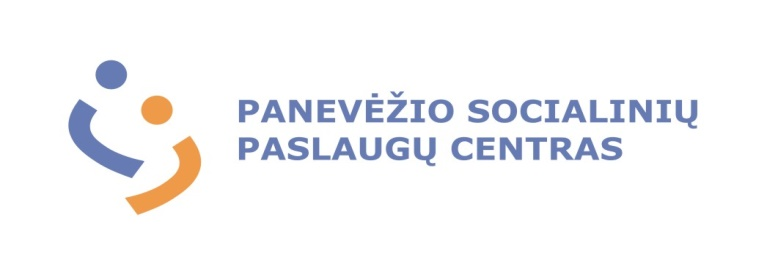 PANEVĖŽIO SOCIALINIŲ
PASLAUGŲ CENTRAS